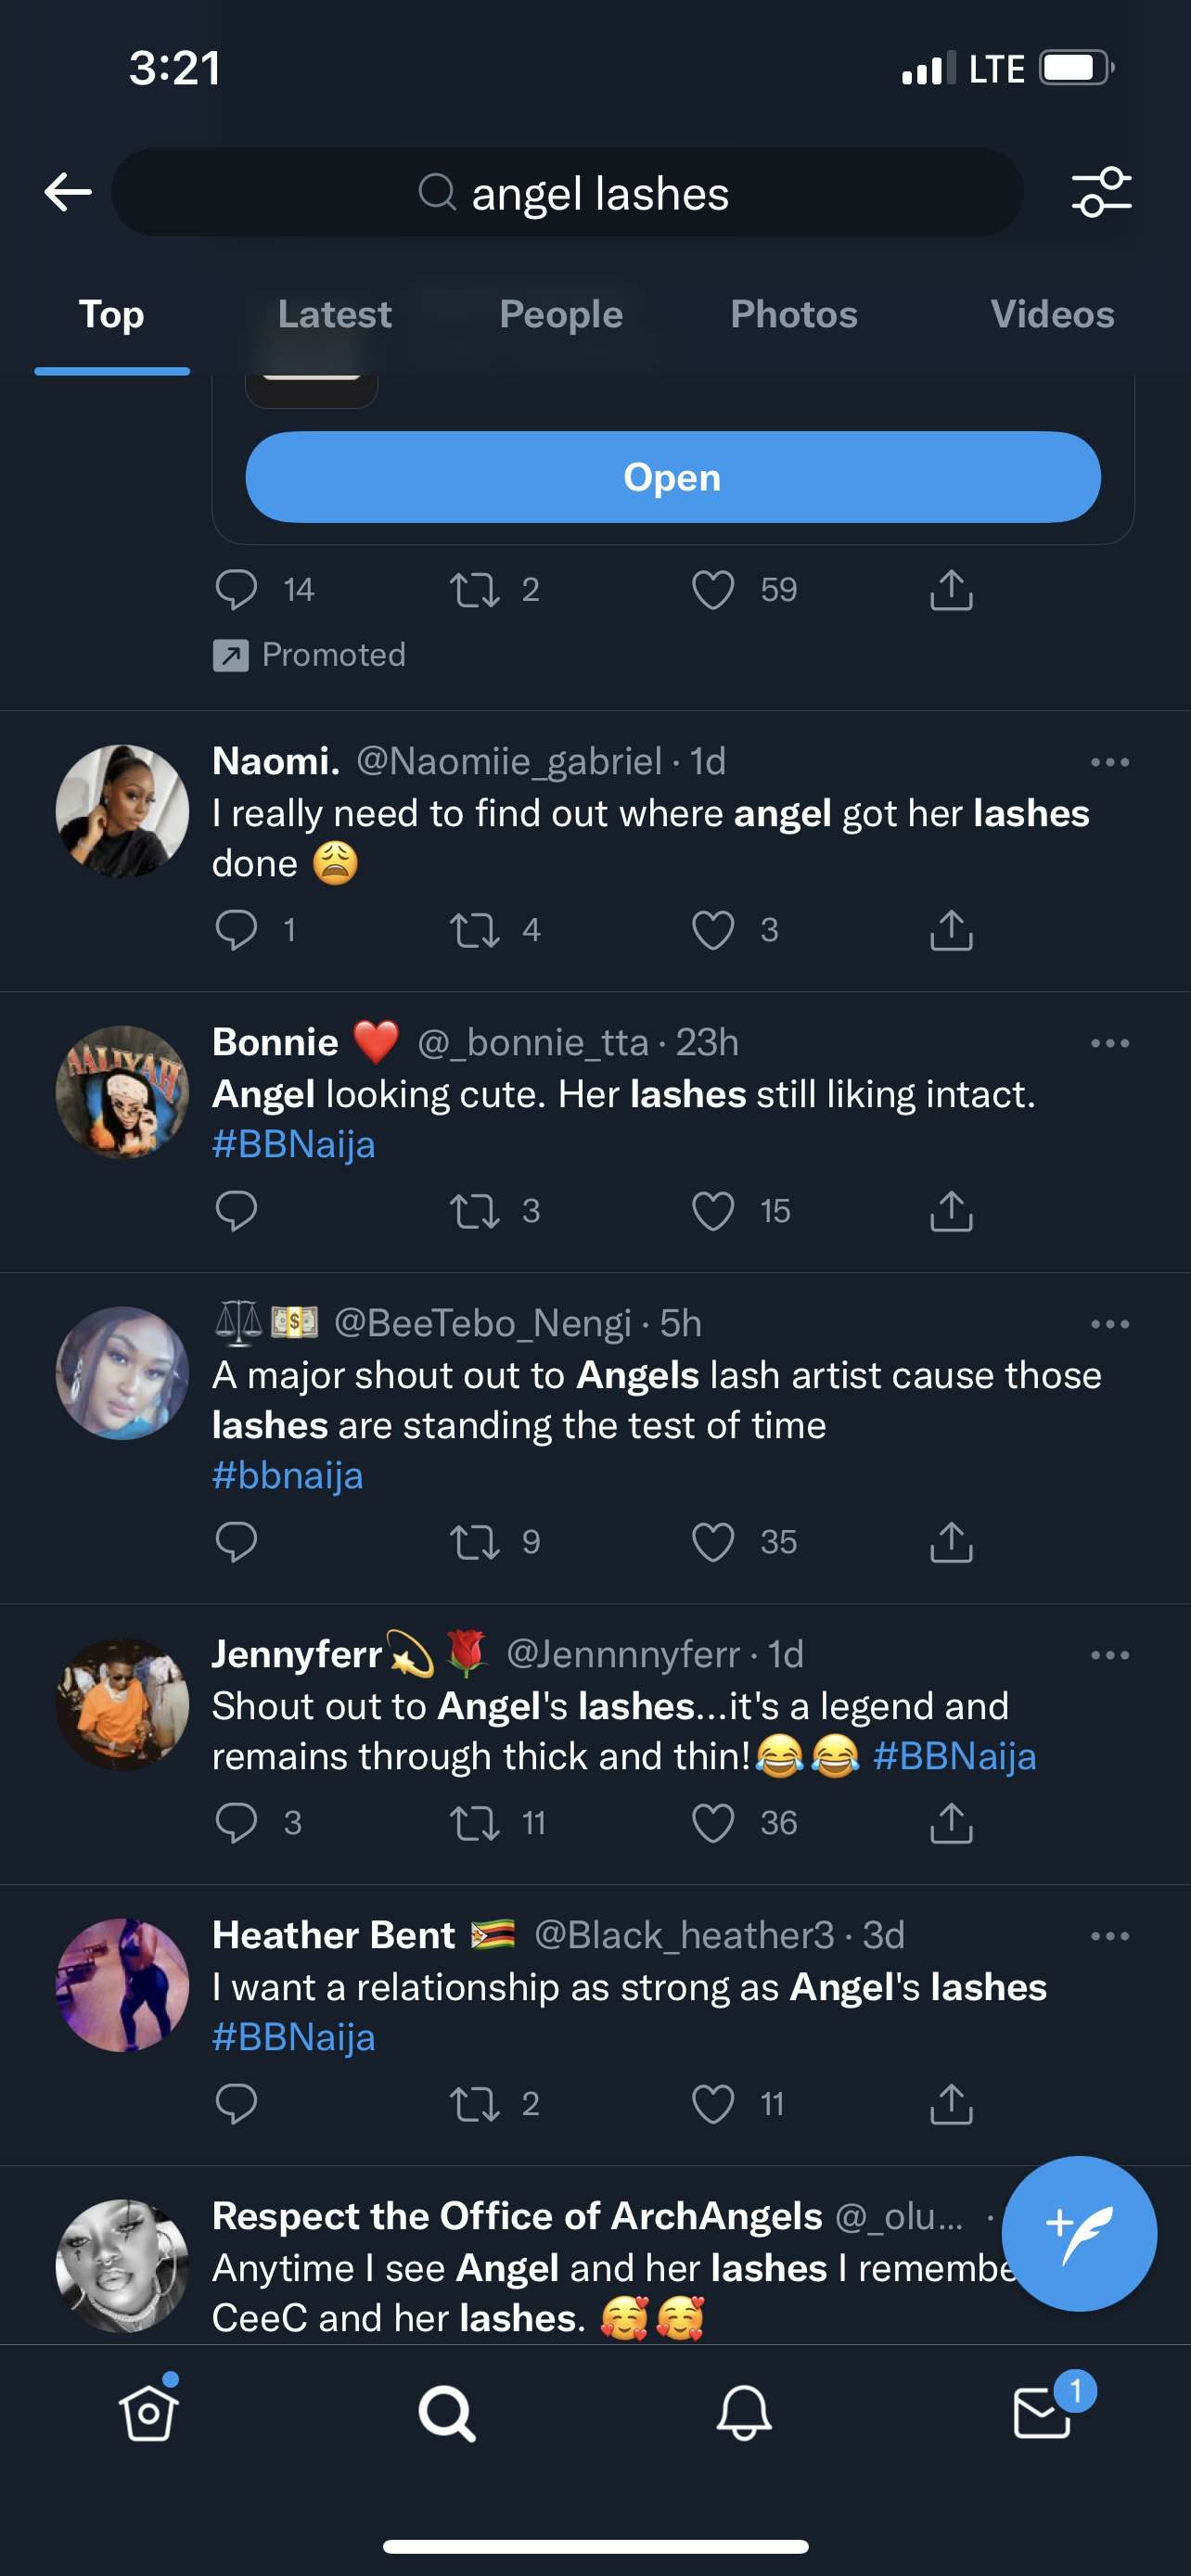 3:21
LTE
angel lashes
Top Latest People Photos Videos
Open
14 2 59
Promoted
Naomi. @Naomiie_gabriel · 1d
I really need to find out where angel got her lashes
done 😩
1 4 3
Bonnie ❤️ @_bonnie_tta · 23h
Angel looking cute. Her lashes still liking intact.
#BBNaija
3 15
⚖️💵 @BeeTebo_Nengi · 5h
A major shout out to Angels lash artist cause those
lashes are standing the test of time
#bbnaija
9 35
Jennyferr💫🌹 @Jennnnyferr · 1d
Shout out to Angel's lashes...it's a legend and
remains through thick and thin!😂😂 #BBNaija
3 11 36
Heather Bent 🇿🇼 @Black_heather3 · 3d
I want a relationship as strong as Angel's lashes
#BBNaija
2 11
Respect the Office of ArchAngels @_olu... ·
Anytime I see Angel and her lashes I remembe
CeeC and her lashes. 🥰🥰
1